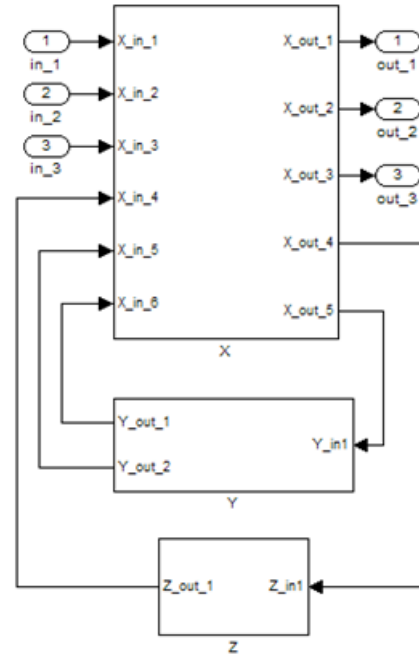 1
in_1
2
in_2
3
in_3
X_in_1
X_in_2
X_in_3
X_in_4
X_in_5
X_in_6
X_out_1
X_out_2
X_out_3
X_out_4
X_out_5
1
out_1
2
out_2
3
out_3
X
Y_out_1
Y_out_2
Y_in1
Y
Z_out_1
Z_in1
Z